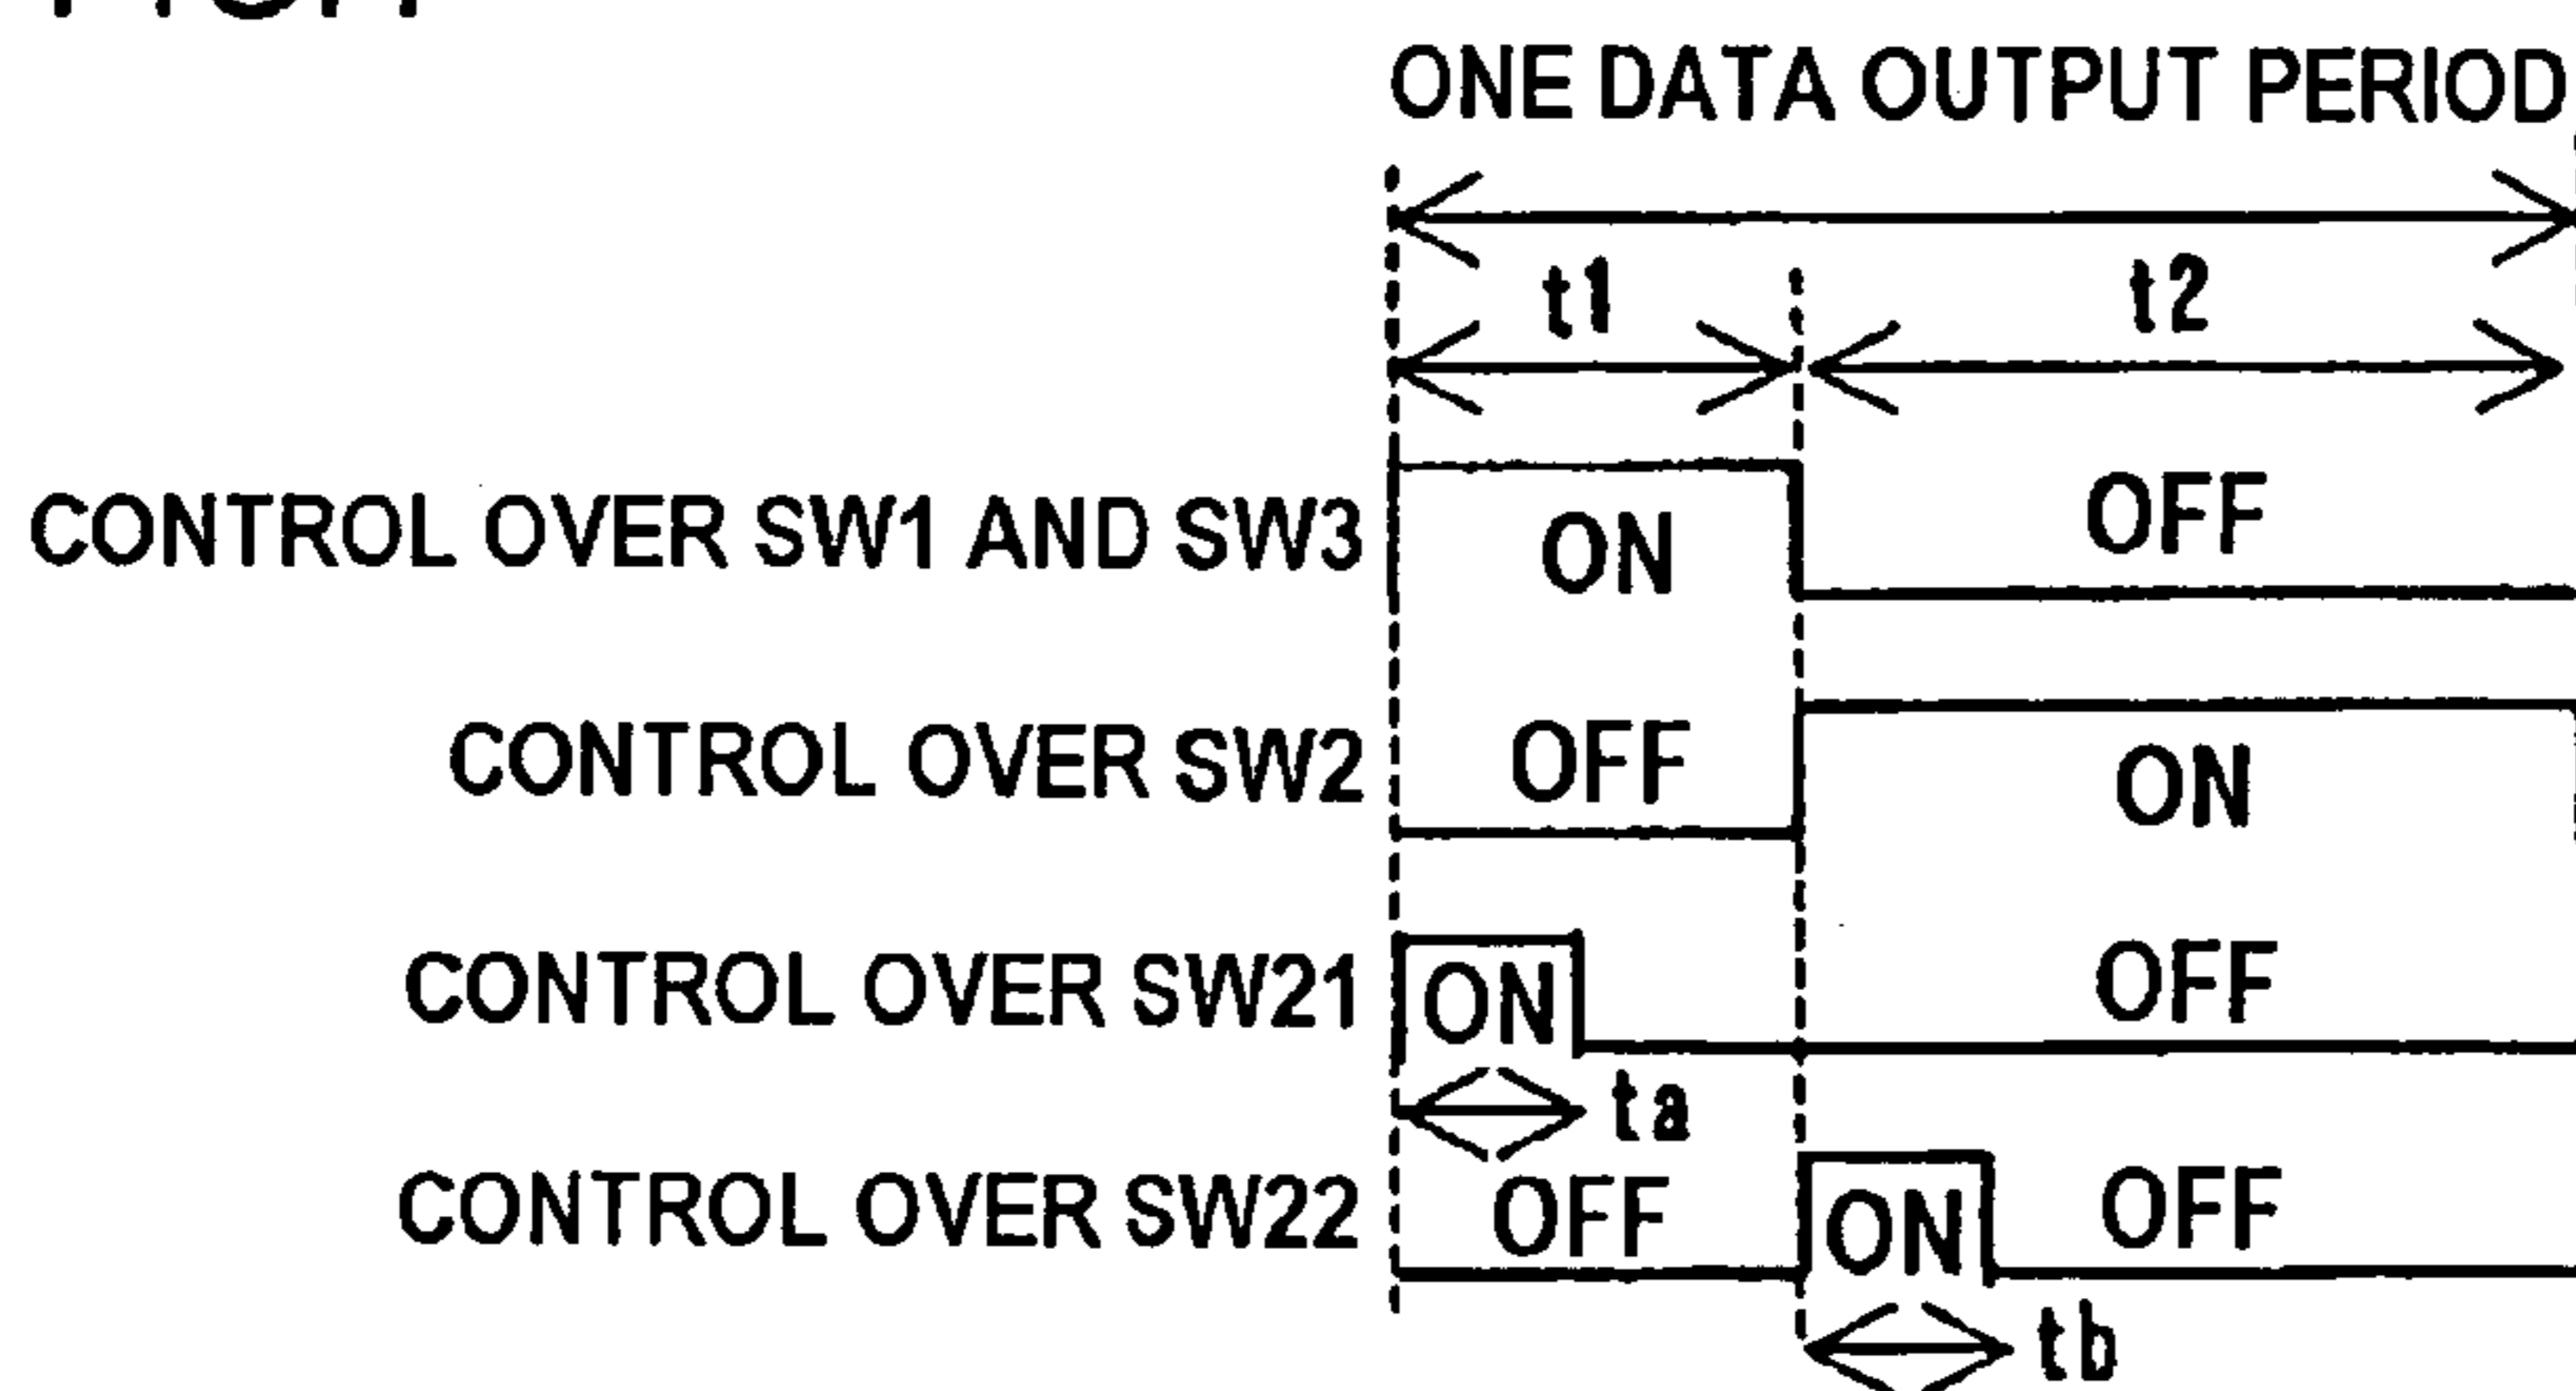 ONE DATA OUTPUT PERIOD
t1 t2
CONTROL OVER SW1 AND SW3 ON OFF
CONTROL OVER SW2 OFF ON
CONTROL OVER SW21 ON OFF
ta
CONTROL OVER SW22 OFF ON OFF
tb